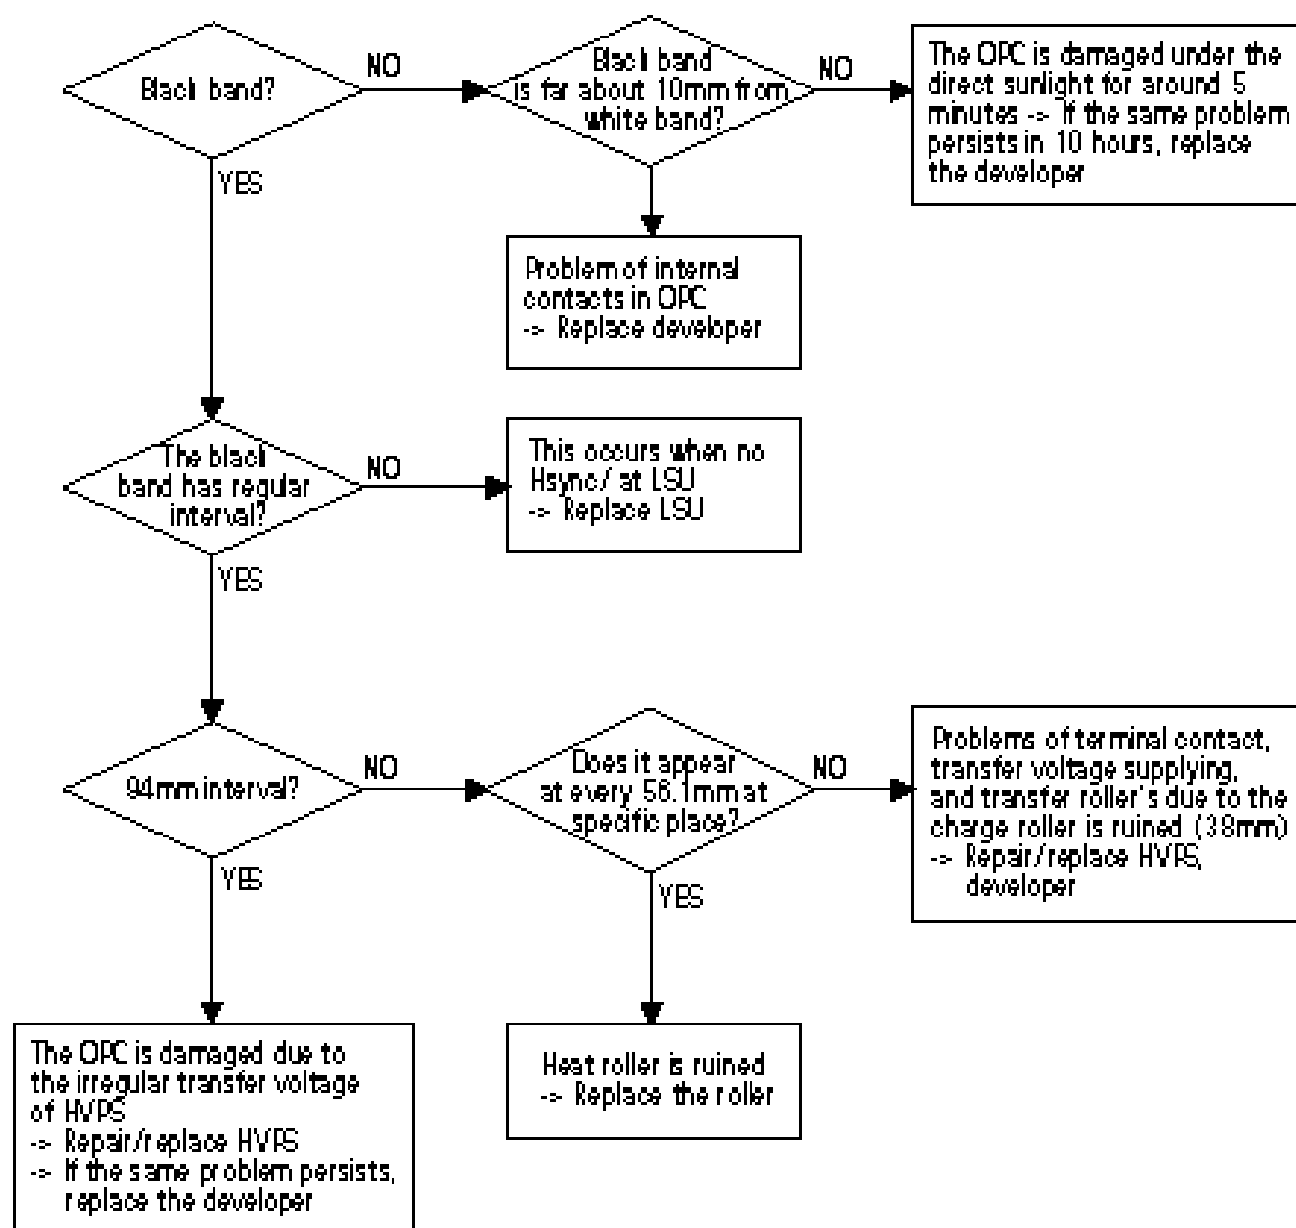 Black band?
NO
Black band
is far about 10mm from
white band?
NO
The OPC is damaged under the
direct sunlight for around 5
minutes -> If the same problem
persists in 10 hours, replace
the developer
YES
Problem of internal
contacts in OPC
-> Replace developer
The black
band has regular
interval?
NO
This occurs when no
Hsync/ at LSU
-> Replace LSU
YES
94mm interval?
NO
Does it appear
at every 56.1mm at
specific place?
NO
Problems of terminal contact,
transfer voltage supplying,
and transfer roller's due to the
charge roller is ruined (38mm)
-> Repair/replace HVPS,
developer
YES
YES
The OPC is damaged due to
the irregular transfer voltage
of HVPS
-> Repair/replace HVPS
-> If the same problem persists,
replace the developer
Heat roller is ruined
-> Replace the roller